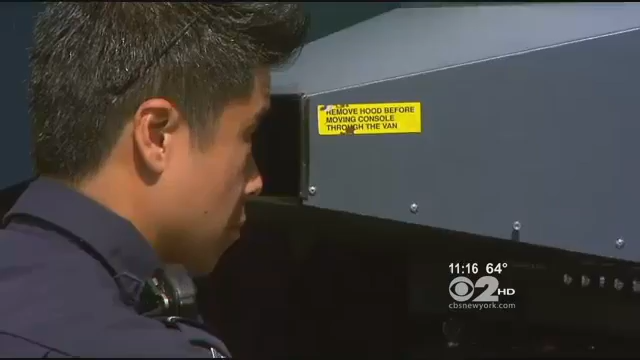 REMOVE HOOD BEFORE
MOVING CONSOLE
THROUGH THE VAN
11:16 64°
2 HD
cbsnewyork.com